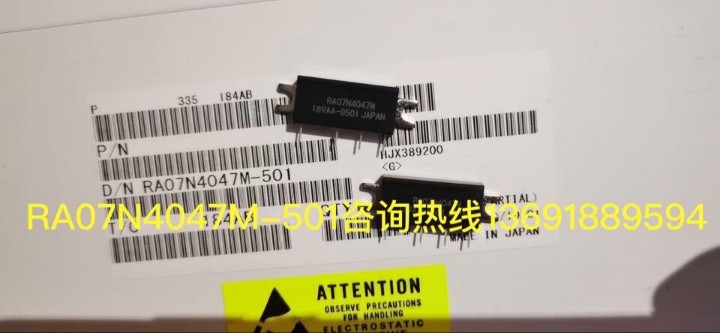 P 335 184AB
RA07N4047M
189AA-9501 JAPAN
P/N
HJX389200
<G>
D/N RA07N4047M-501
RA07N4047M-501咨询热线13691889594
MADE IN JAPAN
ATTENTION
OBSERVE PRECAUTIONS
FOR HANDLING
ELECTROSTATIC